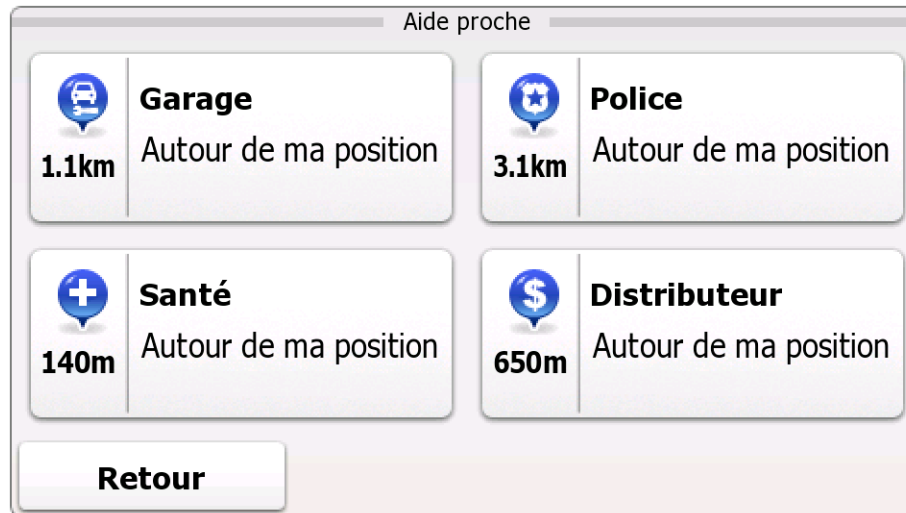 Aide proche
Garage
Autour de ma position
1.1km
Police
Autour de ma position
3.1km
Santé
Autour de ma position
140m
Distributeur
Autour de ma position
650m
Retour